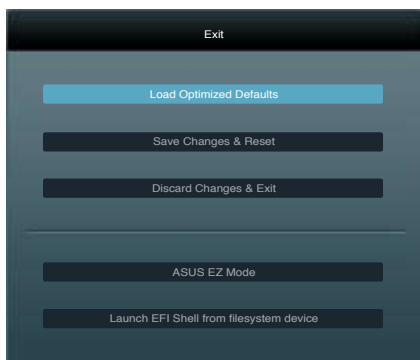 Exit
Load Optimized Defaults
Save Changes & Reset
Discard Changes & Exit
ASUS EZ Mode
Launch EFI Shell from filesystem device